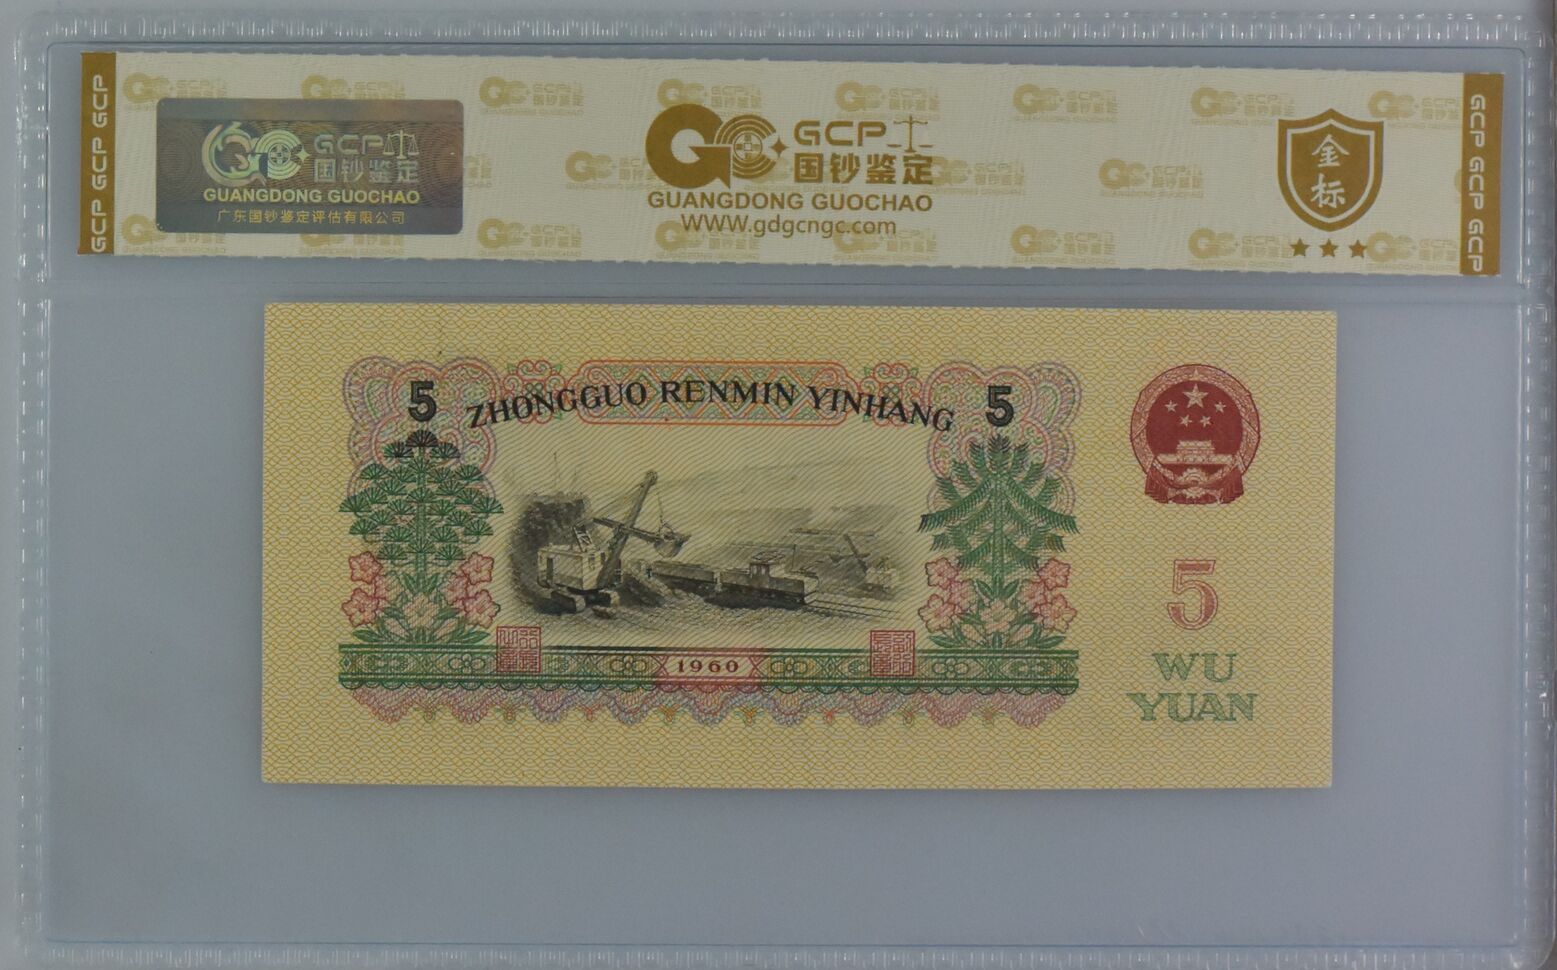 GCP GCP GCP
GCP 国钞鉴定
GUANGDONG GUOCHAO
广东国钞鉴定评估有限公司
GCP 国钞鉴定
GUANGDONG GUOCHAO
WWW.gdgcngc.com
金标
GCP GCP GCP
5 ZHONGGUO RENMIN YINHANG 5
5
WU
YUAN
1960